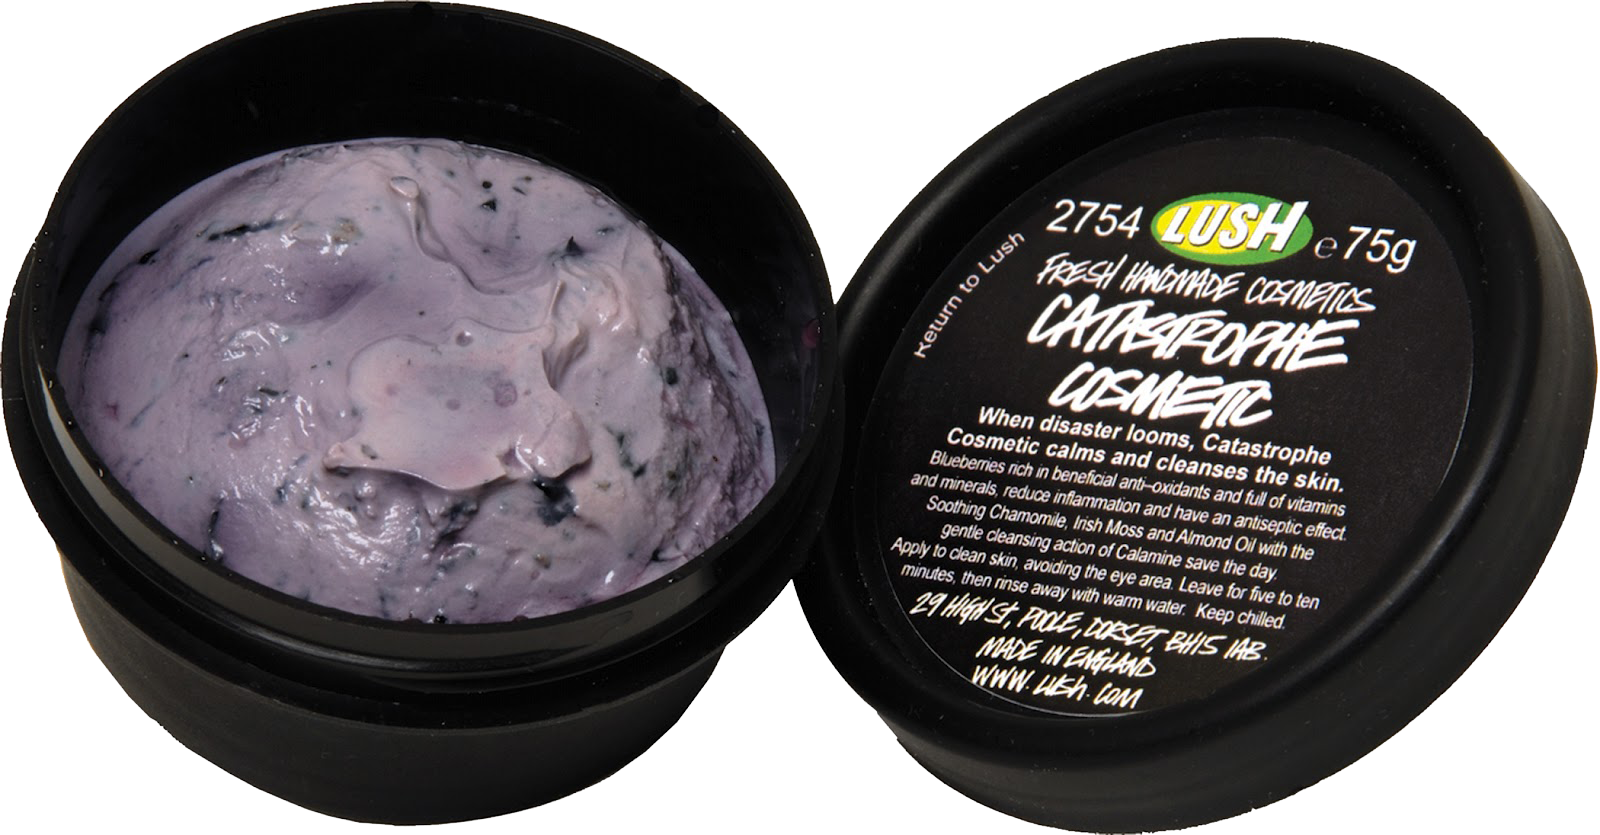 2754 LUSH e 75g
Return to Lush
FRESH HANDMADE COSMETICS
CATASTROPHE
COSMETIC
When disaster looms, Catastrophe
Cosmetic calms and cleanses the skin.
Blueberries rich in beneficial anti-oxidants and full of vitamins
and minerals, reduce inflammation and have an antiseptic effect.
Soothing Chamomile, Irish Moss and Almond Oil with the
gentle cleansing action of Calamine save the day.
Apply to clean skin, avoiding the eye area. Leave for five to ten
minutes, then rinse away with warm water. Keep chilled.
29 HIGH St, POOLE, DORSET, BH15 1AB.
MADE IN ENGLAND
WWW.LUSH.COM